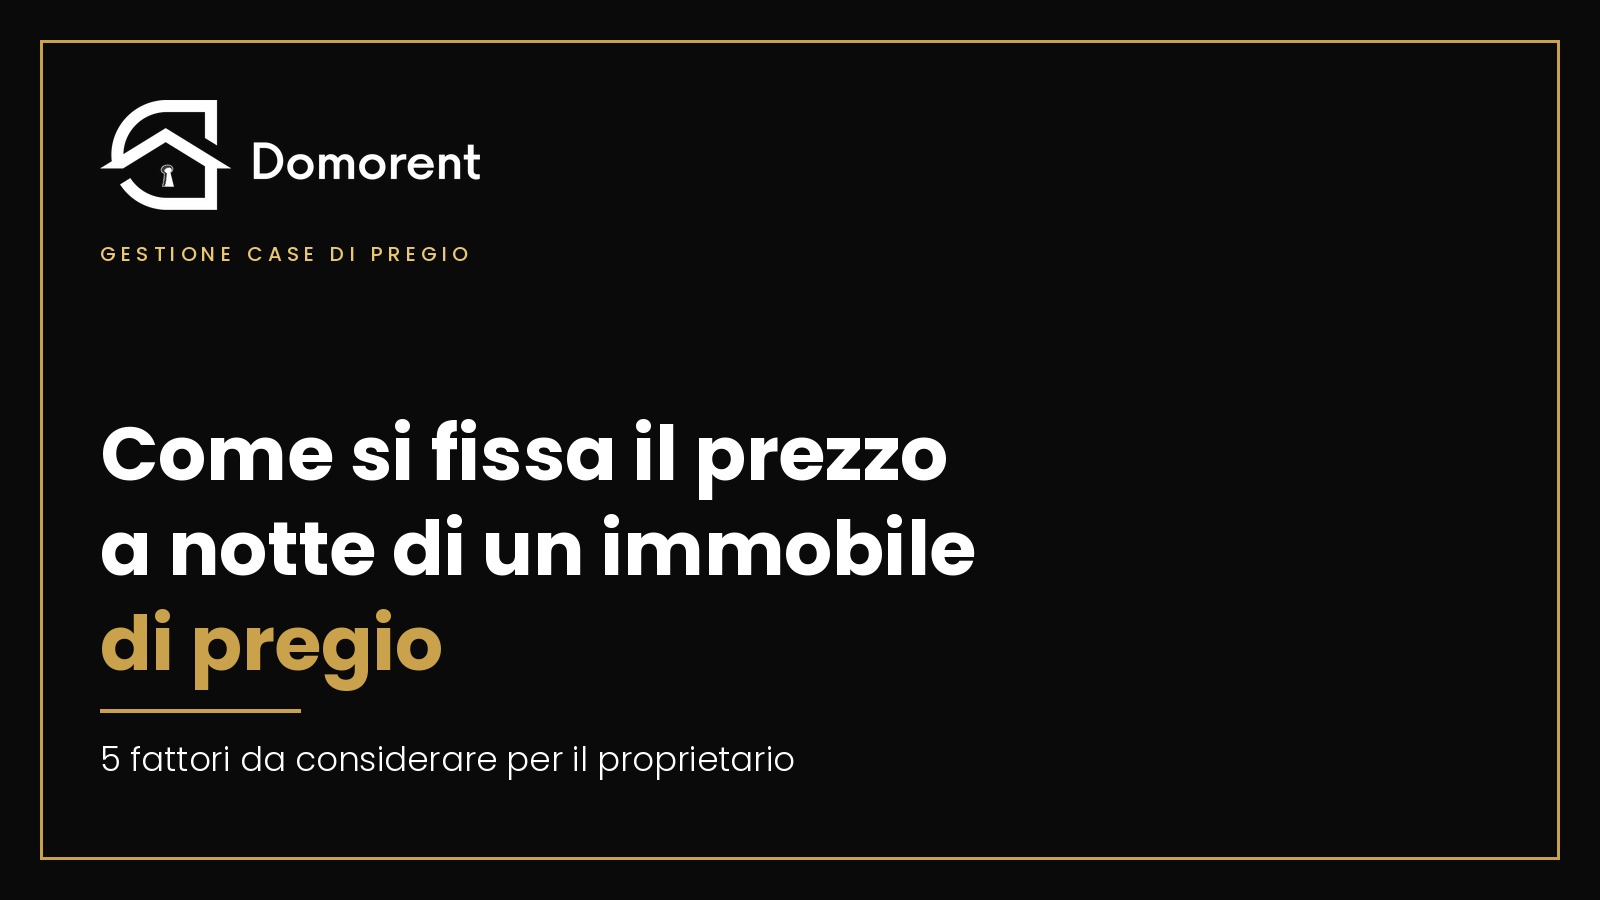 Domorent
GESTIONE CASE DI PREGIO
Come si fissa il prezzo
a notte di un immobile
di pregio
5 fattori da considerare per il proprietario